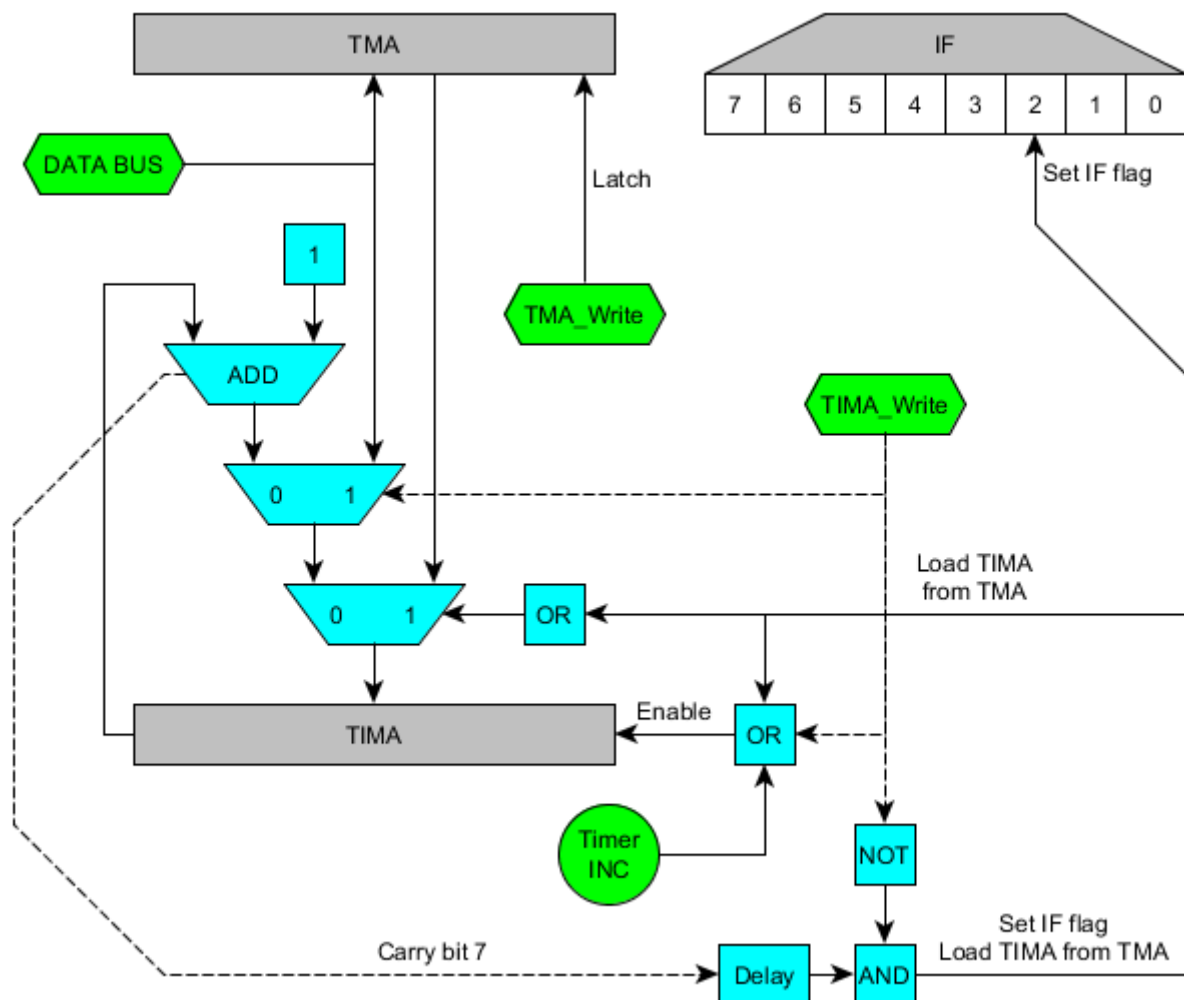 TMA
IF
7 6 5 4 3 2 1 0
DATA BUS
Latch
Set IF flag
1
TMA_Write
ADD
TIMA_Write
0 1
Load TIMA
from TMA
0 1
OR
Enable
TIMA
OR
Timer
INC
NOT
Set IF flag
Load TIMA from TMA
Carry bit 7
Delay
AND